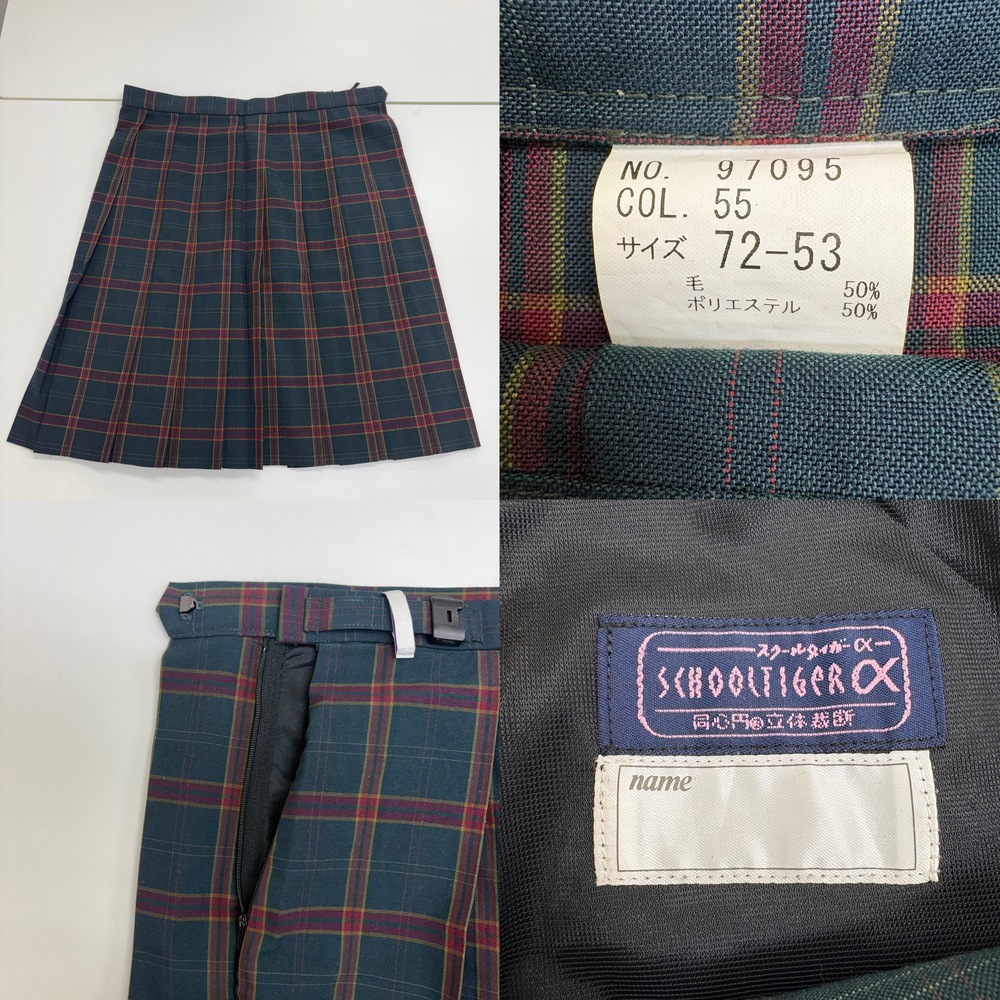 NO. 97095
COL. 55
サイズ 72-53
毛 50%
ポリエステル 50%
スクールタイガーα
SCHOOLTIGER α
同心円®立体裁断
name